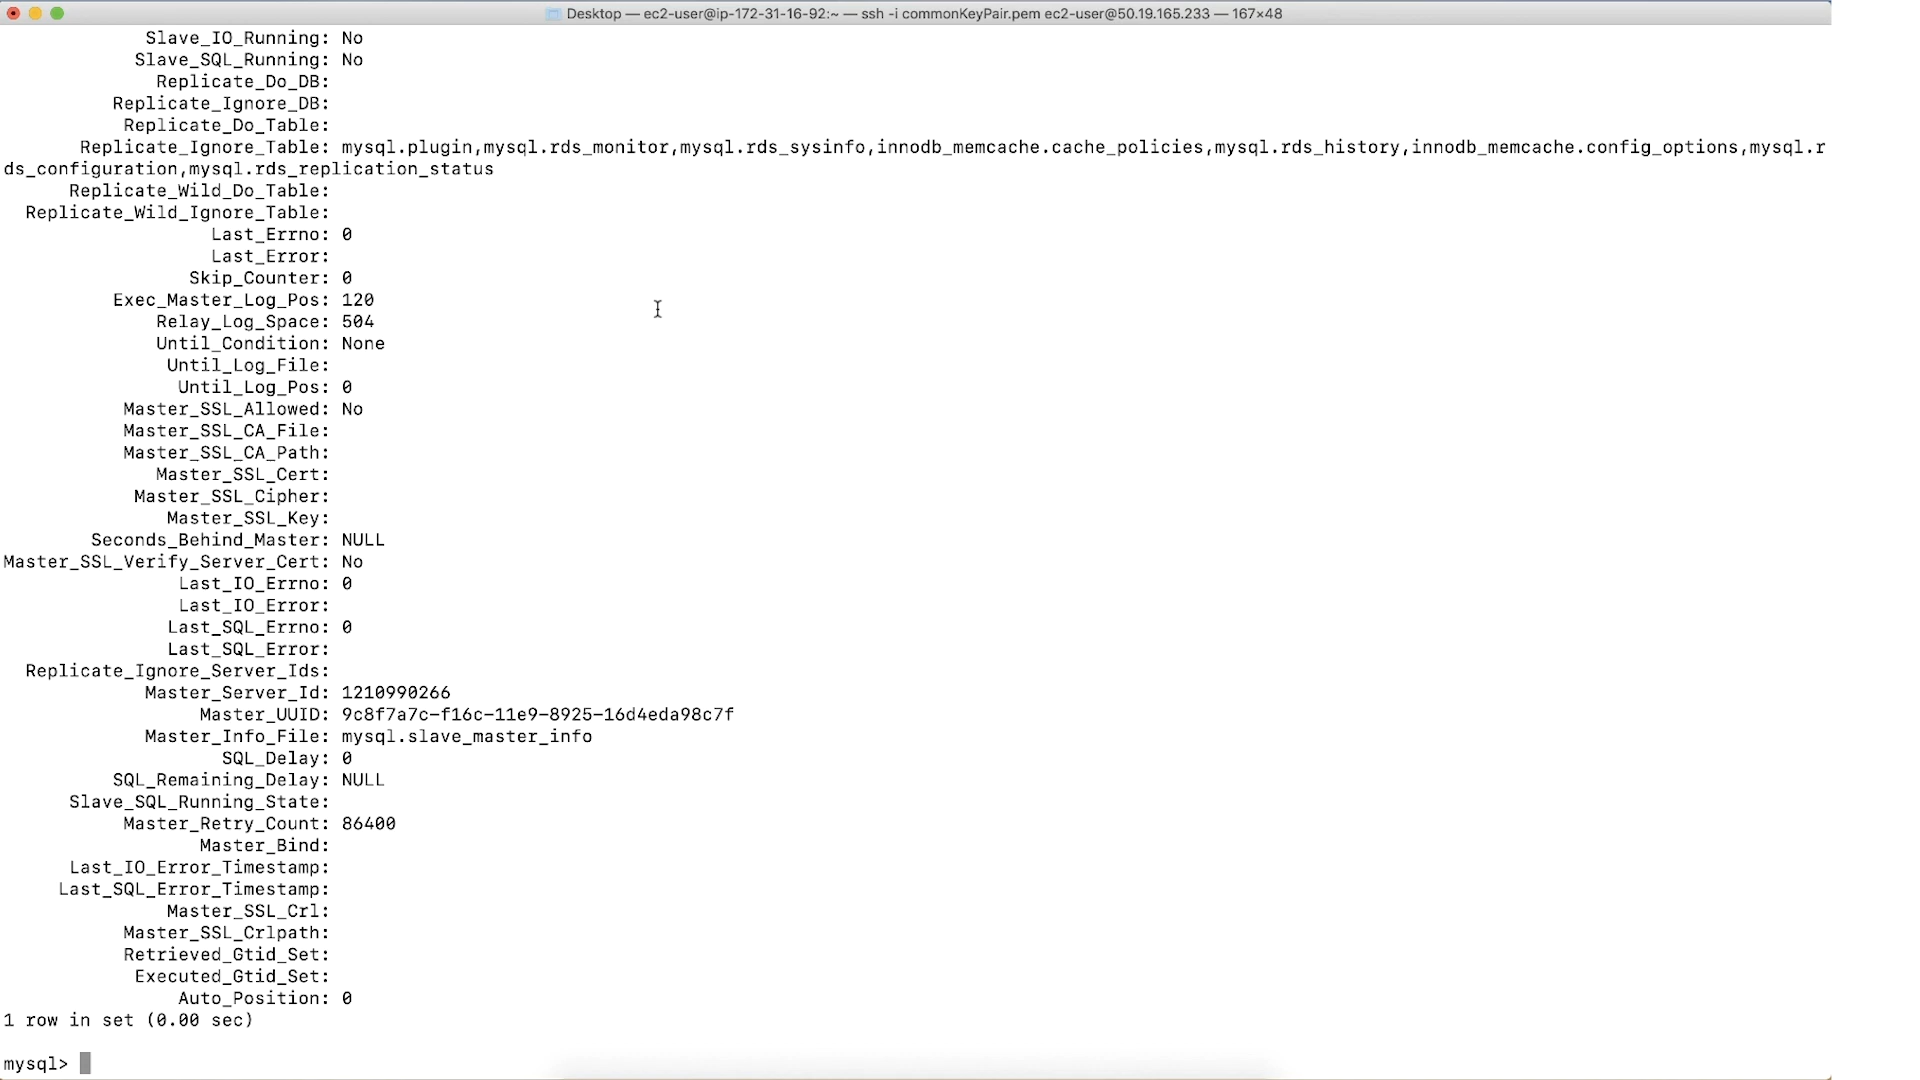 Desktop — ec2-user@ip-172-31-16-92:~ — ssh -i commonKeyPair.pem ec2-user@50.19.165.233 — 167×48
Slave_IO_Running: No
Slave_SQL_Running: No
Replicate_Do_DB:
Replicate_Ignore_DB:
Replicate_Do_Table:
Replicate_Ignore_Table: mysql.plugin,mysql.rds_monitor,mysql.rds_sysinfo,innodb_memcache.cache_policies,mysql.rds_history,innodb_memcache.config_options,mysql.r
ds_configuration,mysql.rds_replication_status
Replicate_Wild_Do_Table:
Replicate_Wild_Ignore_Table:
Last_Errno: 0
Last_Error:
Skip_Counter: 0
Exec_Master_Log_Pos: 120
Relay_Log_Space: 504
Until_Condition: None
Until_Log_File:
Until_Log_Pos: 0
Master_SSL_Allowed: No
Master_SSL_CA_File:
Master_SSL_CA_Path:
Master_SSL_Cert:
Master_SSL_Cipher:
Master_SSL_Key:
Seconds_Behind_Master: NULL
Master_SSL_Verify_Server_Cert: No
Last_IO_Errno: 0
Last_IO_Error:
Last_SQL_Errno: 0
Last_SQL_Error:
Replicate_Ignore_Server_Ids:
Master_Server_Id: 1210990266
Master_UUID: 9c8f7a7c-f16c-11e9-8925-16d4eda98c7f
Master_Info_File: mysql.slave_master_info
SQL_Delay: 0
SQL_Remaining_Delay: NULL
Slave_SQL_Running_State:
Master_Retry_Count: 86400
Master_Bind:
Last_IO_Error_Timestamp:
Last_SQL_Error_Timestamp:
Master_SSL_Crl:
Master_SSL_Crlpath:
Retrieved_Gtid_Set:
Executed_Gtid_Set:
Auto_Position: 0
1 row in set (0.00 sec)
mysql>